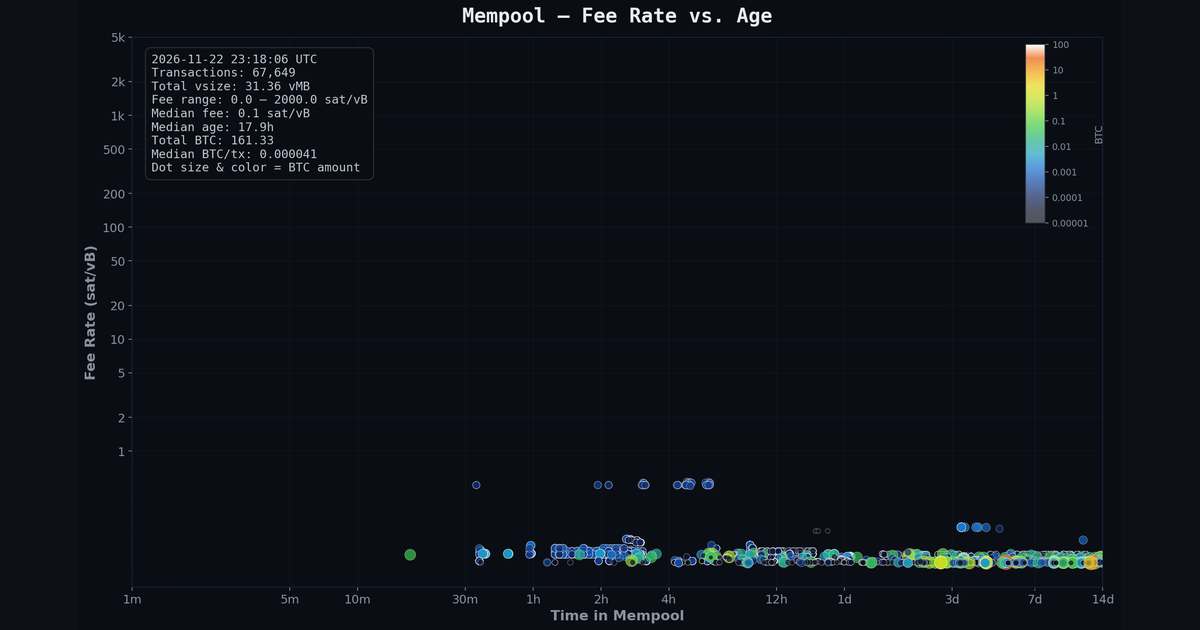 Mempool — Fee Rate vs. Age
2026-11-22 23:18:06 UTC
Transactions: 67,649
Total vsize: 31.36 vMB
Fee range: 0.0 – 2000.0 sat/vB
Median fee: 0.1 sat/vB
Median age: 17.9h
Total BTC: 161.33
Median BTC/tx: 0.000041
Dot size & color = BTC amount
100
10
1
0.1
0.01
0.001
0.0001
0.00001
BTC
5k
2k
1k
500
200
100
50
20
10
5
2
1
Fee Rate (sat/vB)
1m
5m
10m
30m
1h
2h
4h
12h
1d
3d
7d
14d
Time in Mempool